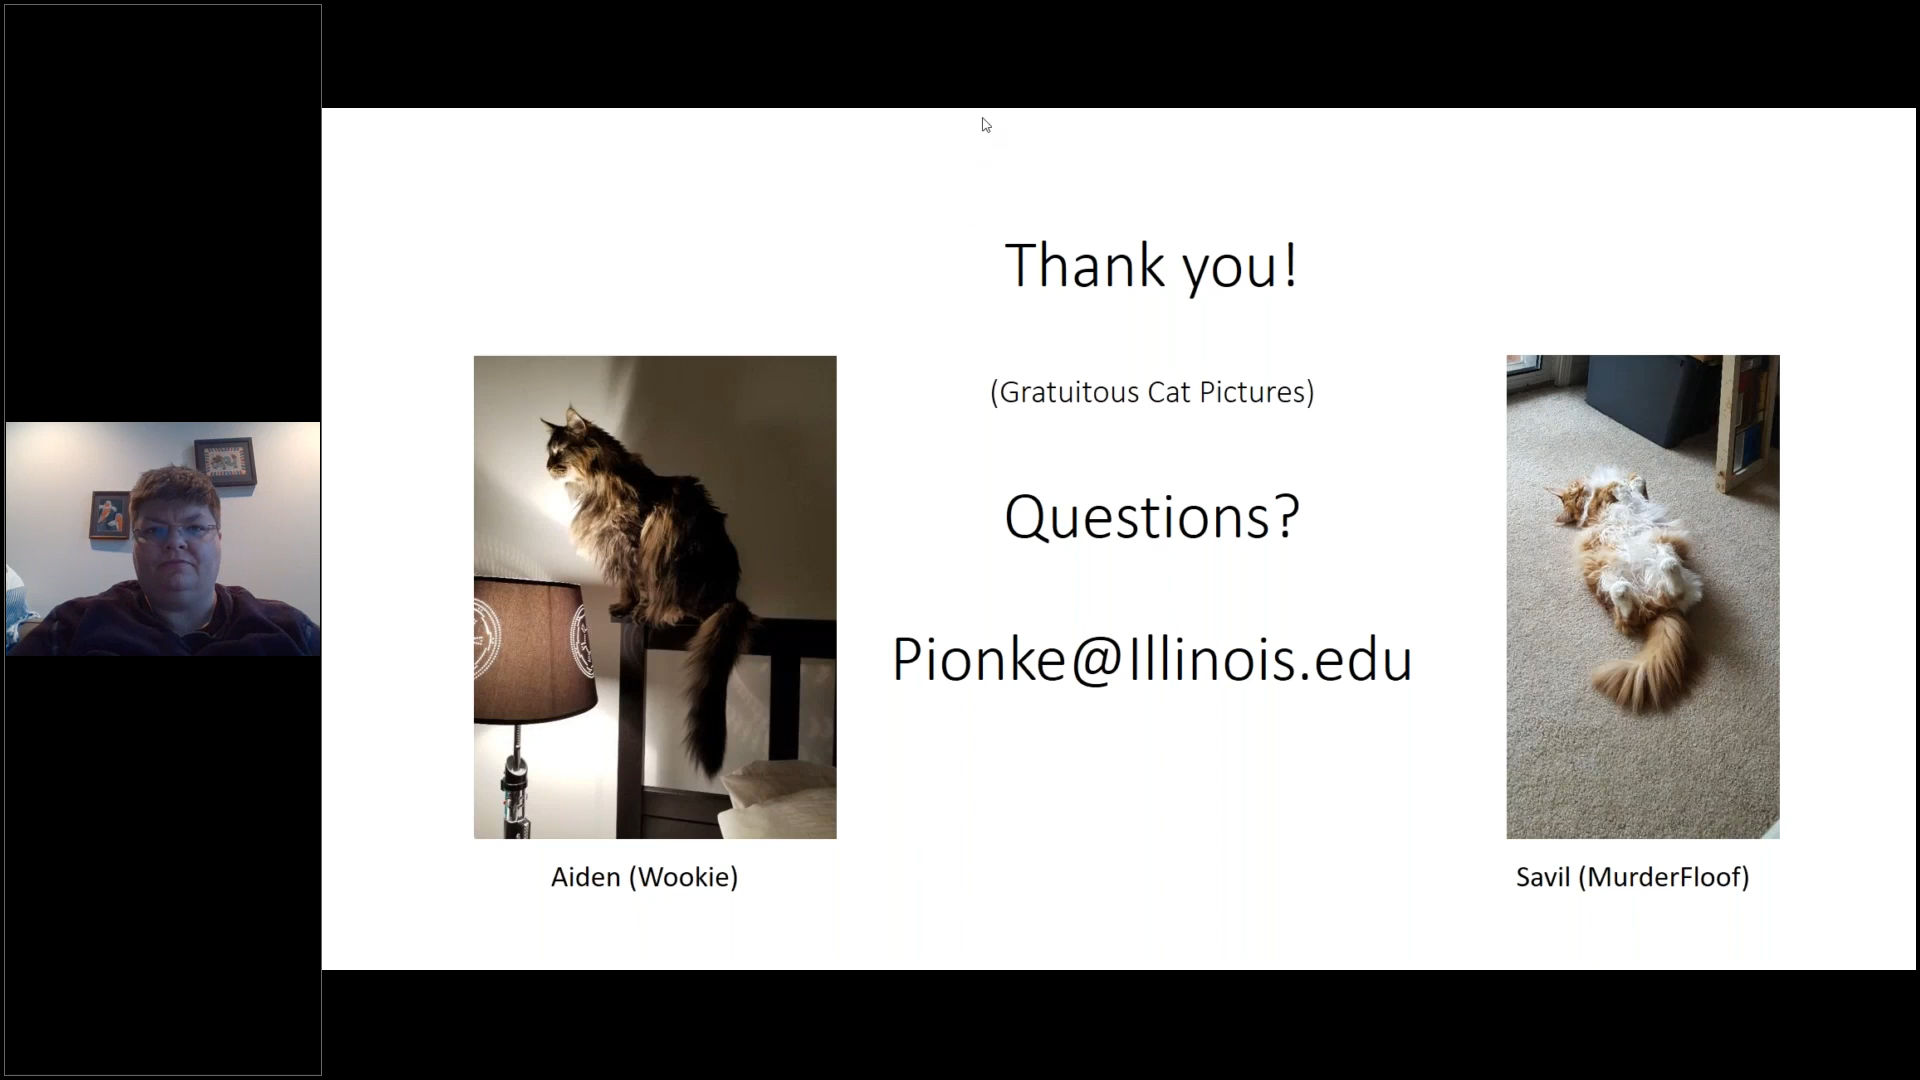 Thank you!
(Gratuitous Cat Pictures)
Questions?
Pionke@Illinois.edu
Aiden (Wookie)
Savil (MurderFloof)